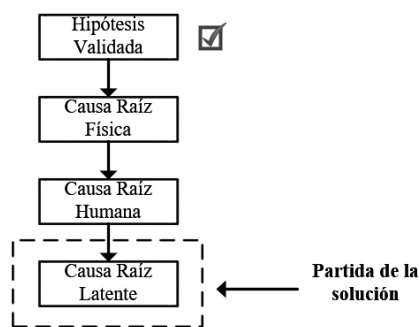 Hipótesis
Validada
Causa Raíz
Física
Causa Raíz
Humana
Causa Raíz
Latente
Partida de la
solución